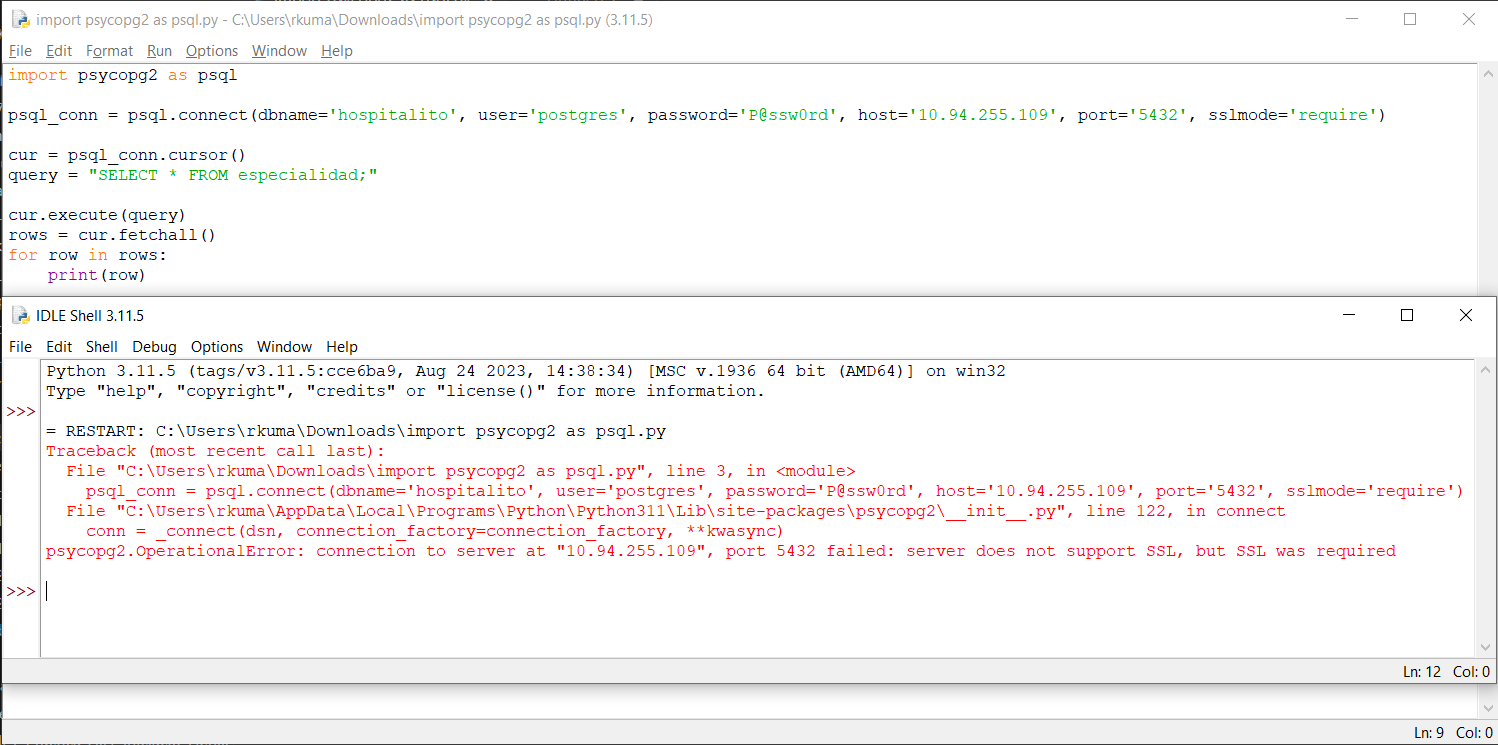 import psycopg2 as psql.py - C:\Users\rkuma\Downloads\import psycopg2 as psql.py (3.11.5)
File Edit Format Run Options Window Help
import psycopg2 as psql
psql_conn = psql.connect(dbname='hospitalito', user='postgres', password='P@ssw0rd', host='10.94.255.109', port='5432', sslmode='require')
cur = psql_conn.cursor()
query = "SELECT * FROM especialidad;"
cur.execute(query)
rows = cur.fetchall()
for row in rows:
    print(row)
IDLE Shell 3.11.5
File Edit Shell Debug Options Window Help
Python 3.11.5 (tags/v3.11.5:cce6ba9, Aug 24 2023, 14:38:34) [MSC v.1936 64 bit (AMD64)] on win32
Type "help", "copyright", "credits" or "license()" for more information.
>>>
= RESTART: C:\Users\rkuma\Downloads\import psycopg2 as psql.py
Traceback (most recent call last):
  File "C:\Users\rkuma\Downloads\import psycopg2 as psql.py", line 3, in <module>
    psql_conn = psql.connect(dbname='hospitalito', user='postgres', password='P@ssw0rd', host='10.94.255.109', port='5432', sslmode='require')
  File "C:\Users\rkuma\AppData\Local\Programs\Python\Python311\Lib\site-packages\psycopg2\__init__.py", line 122, in connect
    conn = _connect(dsn, connection_factory=connection_factory, **kwasync)
psycopg2.OperationalError: connection to server at "10.94.255.109", port 5432 failed: server does not support SSL, but SSL was required
>>>
Ln: 12 Col: 0
Ln: 9 Col: 0